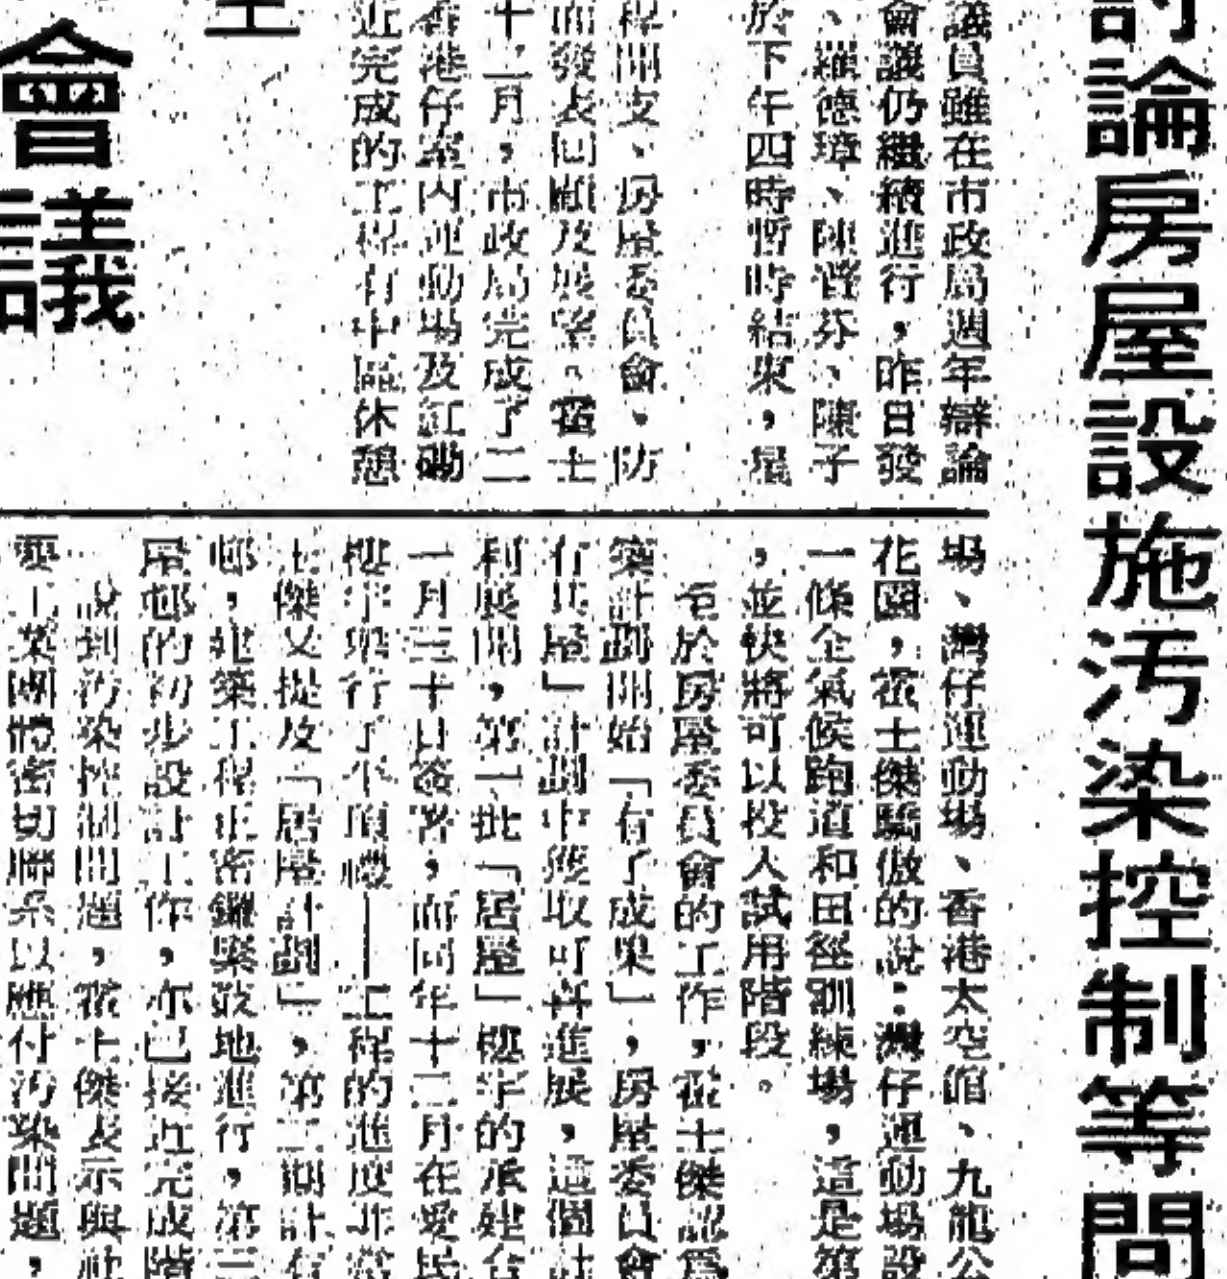 討論房屋設施污染控制等問
議員雖在市政局週年辯論
會議仍繼續進行，昨日發
、羅德璋、陳普芬、陳子
於下午四時暫時結束，是
程開支、房屋委員會、防
而發表回顧及展望。霍士
十一月，市政局完成了二
香港仔室內運動場及紅磡
近完成的工程有中區休憩
會議
場、灣仔運動場、香港太空館、九龍公
花園，霍士傑驕傲的說：灣仔運動場設
一條全氣候跑道和田徑訓練場，這是第
，並快將可以投入試用階段。
至於房屋委員會的工作，霍士傑認爲
築計劃開始「有了成果」，房屋委員會
有其屋」計劃中獲取可喜進展，這個計
利展開，第一批「居屋」樓宇的承建合
一月三十日簽署，而同年十二月在愛民
樓宇舉行了平頂禮——工程的進度非常
士傑又提及「居屋計劃」，第二期計有
邨，建築工程正密鑼緊鼓地進行，第三
屋邨的初步設計工作，亦已接近完成階
說到污染控制問題，霍士傑表示與
要工業團體密切聯系以應付污染問題，